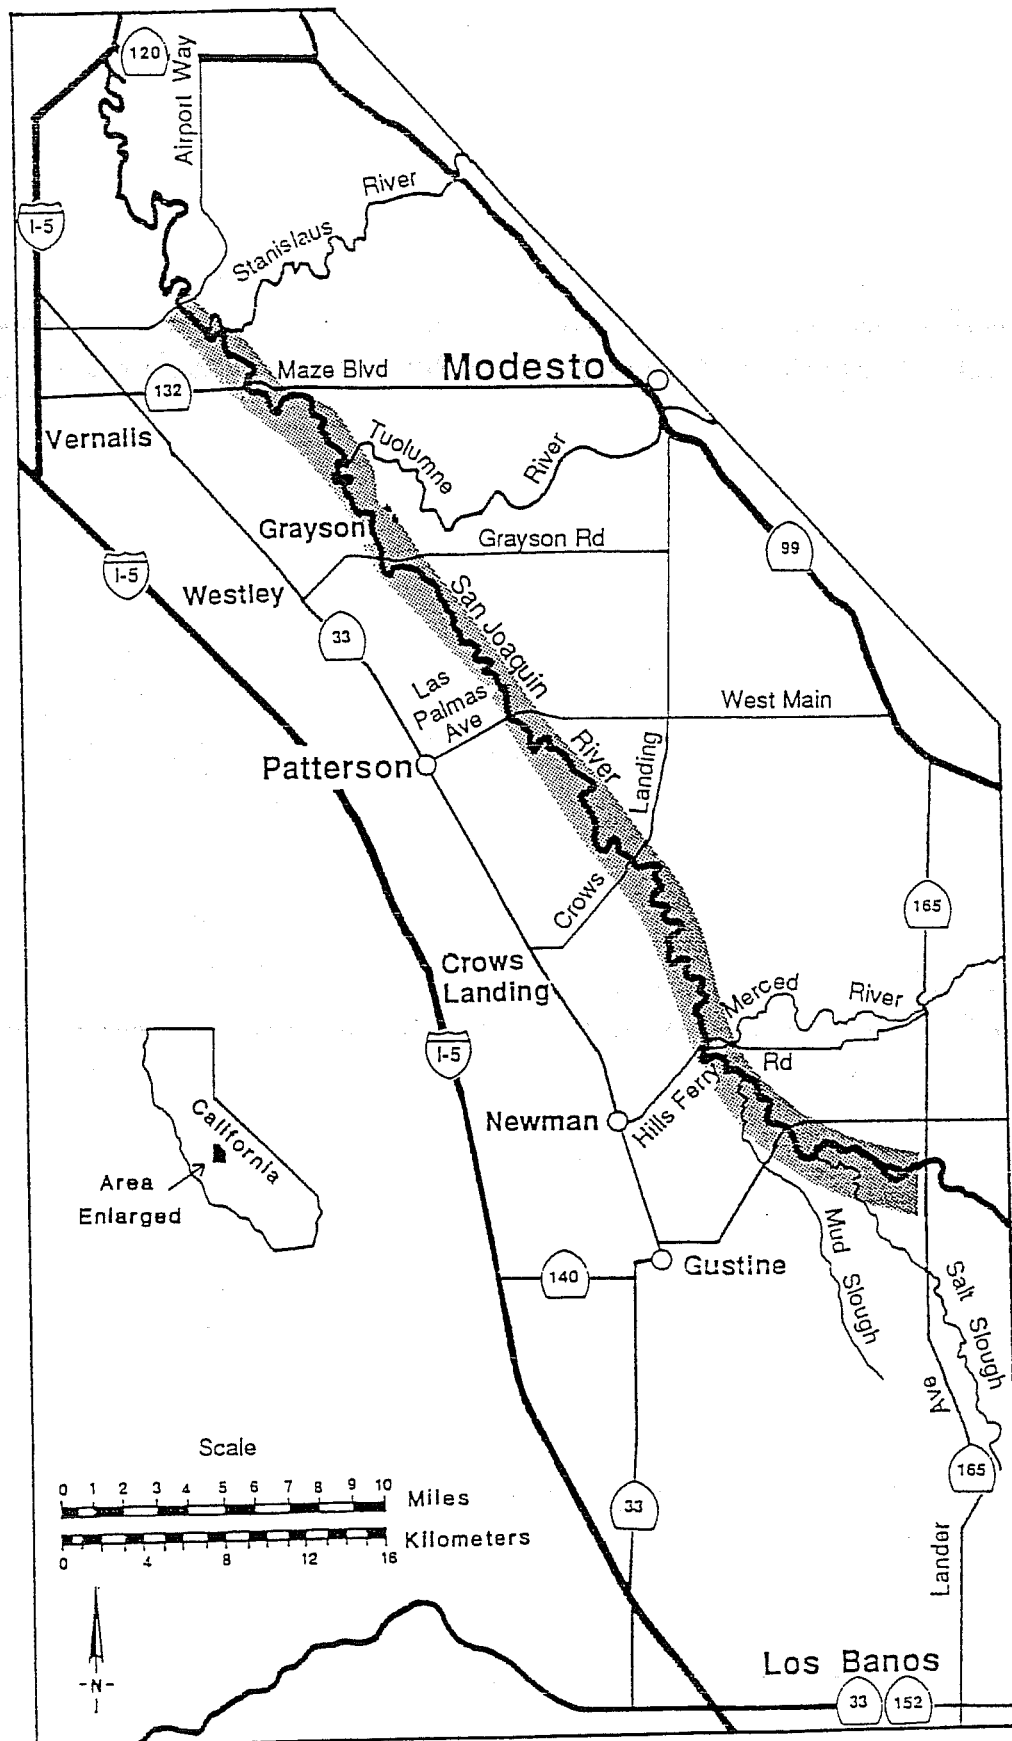 120
Airport Way
River
I-5
Stanislaus
Maze Blvd
Modesto
132
Vernalis
Tuolumne
River
Grayson
Grayson Rd
99
I-5
Westley
San Joaquin
33
Las
Palmas
Ave
West Main
River
Patterson
Landing
Crows
165
Crows
Landing
Merced
River
I-5
Rd
California
Newman
Hills Ferry
Area
Enlarged
Mud Slough
Gustine
140
Salt Slough
Ave
Scale
0 1 2 3 4 5 6 7 8 9 10
Miles
165
33
Kilometers
0 4 8 12 16
Lander
-N-
Los Banos
33
152